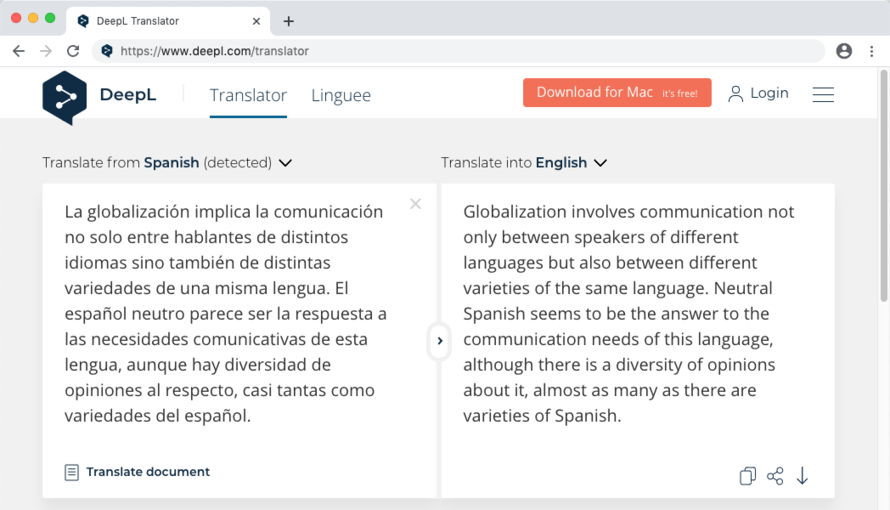 DeepL Translator
https://www.deepl.com/translator
DeepL
Translator
Linguee
Download for Mac it's free!
Login
Translate from Spanish (detected)
Translate into English
La globalización implica la comunicación
no solo entre hablantes de distintos
idiomas sino también de distintas
variedades de una misma lengua. El
español neutro parece ser la respuesta a
las necesidades comunicativas de esta
lengua, aunque hay diversidad de
opiniones al respecto, casi tantas como
variedades del español.
Translate document
Globalization involves communication not
only between speakers of different
languages but also between different
varieties of the same language. Neutral
Spanish seems to be the answer to the
communication needs of this language,
although there is a diversity of opinions
about it, almost as many as there are
varieties of Spanish.